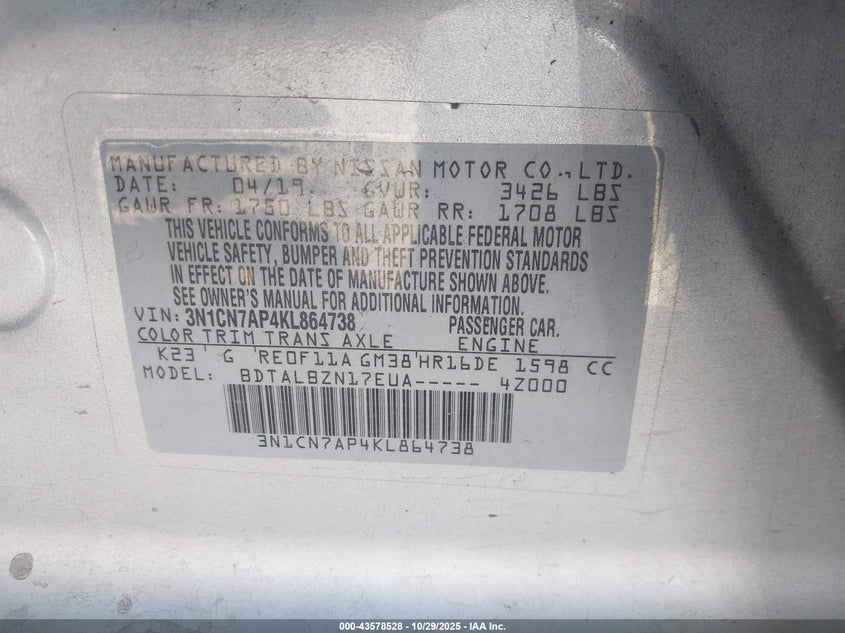 MANUFACTURED BY NISSAN MOTOR CO., LTD.
DATE: 04/19 GVWR: 3426 LBS
GAWR FR: 1750 LBS GAWR RR: 1708 LBS
THIS VEHICLE CONFORMS TO ALL APPLICABLE FEDERAL MOTOR
VEHICLE SAFETY, BUMPER AND THEFT PREVENTION STANDARDS
IN EFFECT ON THE DATE OF MANUFACTURE SHOWN ABOVE.
SEE OWNER'S MANUAL FOR ADDITIONAL INFORMATION.
VIN: 3N1CN7AP4KL864738 PASSENGER CAR.
COLOR TRIM TRANS AXLE ENGINE
K23 G RE0F11A GM38 HR16DE 1598 CC
MODEL: BDTALBZN17EUA----- 4Z000
3N1CN7AP4KL864738
000-43578528 | 10/29/2025 - IAA Inc.